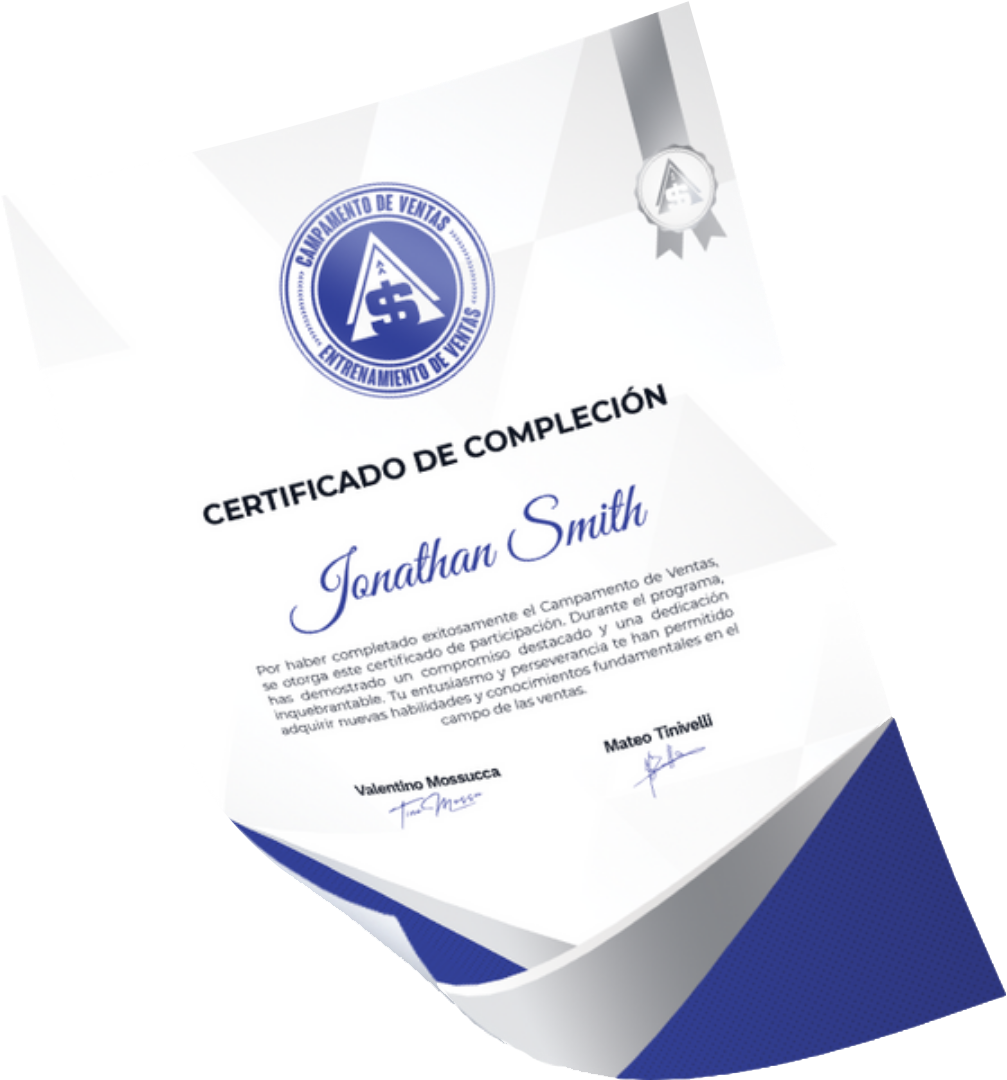 CAMPAMENTO DE VENTAS
ENTRENAMIENTO DE VENTAS
$
CERTIFICADO DE COMPLECIÓN
Jonathan Smith
Por haber completado exitosamente el Campamento de Ventas,
se otorga este certificado de participación. Durante el programa,
has demostrado un compromiso destacado y una dedicación
inquebrantable. Tu entusiasmo y perseverancia te han permitido
adquirir nuevas habilidades y conocimientos fundamentales en el
campo de las ventas.
Valentino Mossucca
Mateo Tinivelli
Tino Mossu